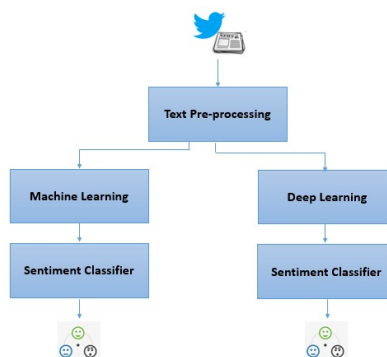 Text Pre-processing
Machine Learning
Deep Learning
Sentiment Classifier
Sentiment Classifier